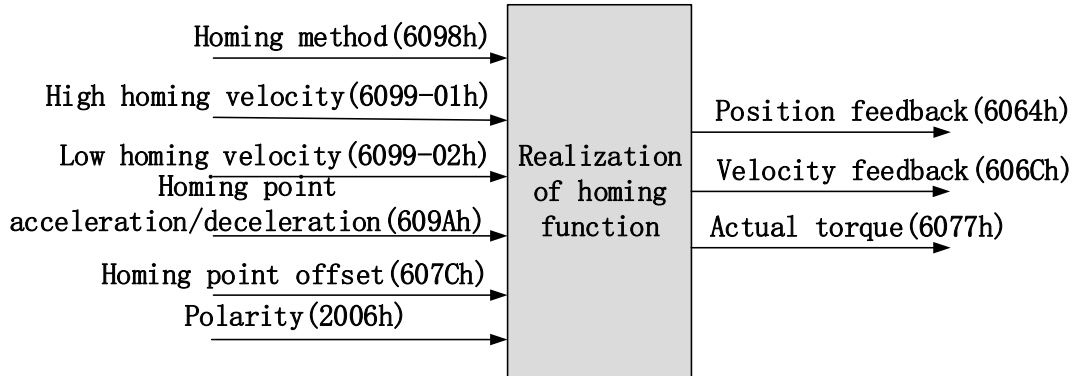 Homing method(6098h)
High homing velocity(6099-01h)
Low homing velocity(6099-02h)
Homing point
acceleration/deceleration(609Ah)
Homing point offset(607Ch)
Polarity(2006h)
Realization
of homing
function
Position feedback(6064h)
Velocity feedback(606Ch)
Actual torque(6077h)